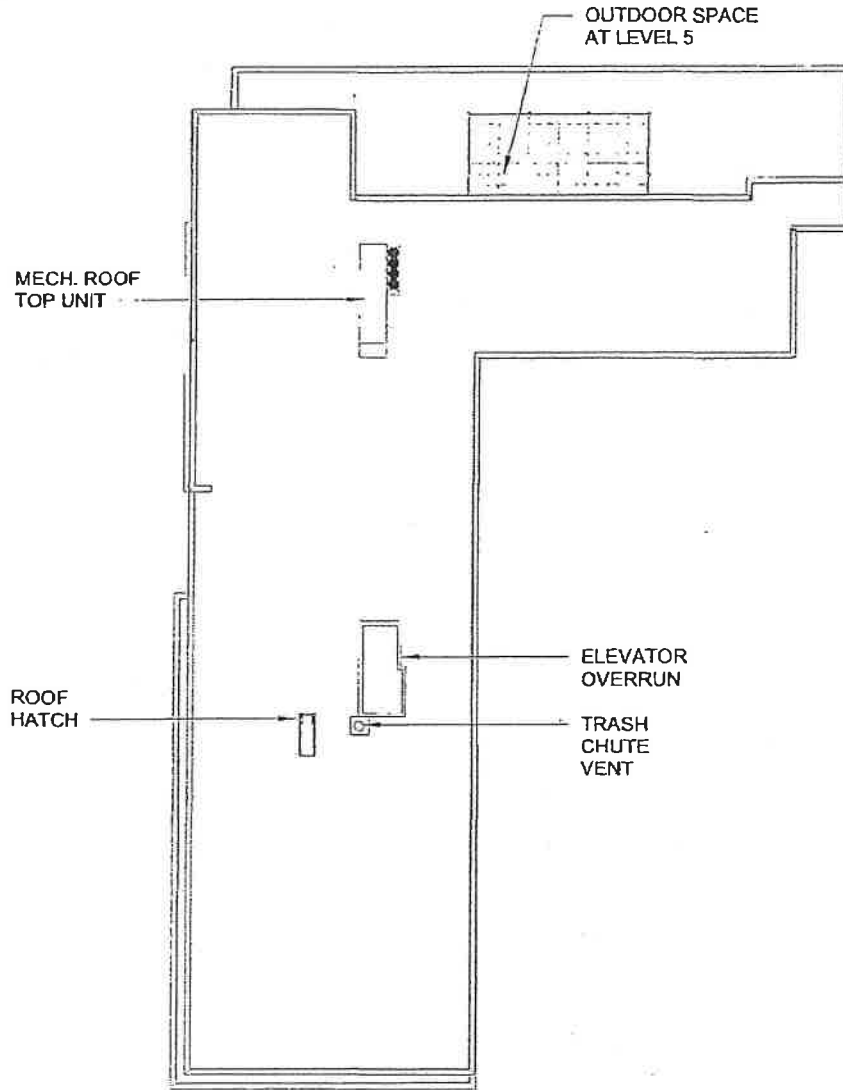 OUTDOOR SPACE
AT LEVEL 5
MECH. ROOF
TOP UNIT
ELEVATOR
OVERRUN
ROOF
HATCH
TRASH
CHUTE
VENT